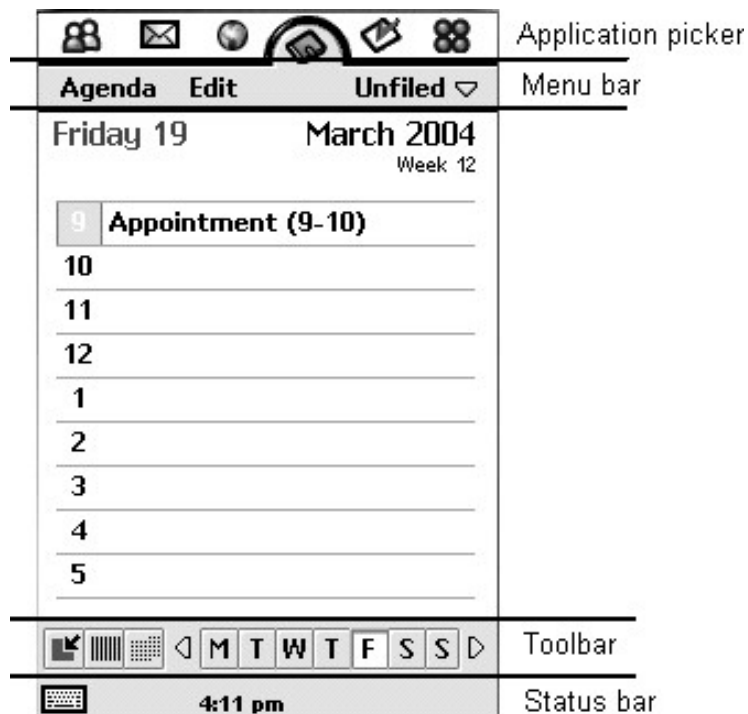 Application picker
Agenda Edit Unfiled
Menu bar
Friday 19 March 2004
Week 12
9 Appointment (9-10)
10
11
12
1
2
3
4
5
M T W T F S S
Toolbar
4:11 pm
Status bar